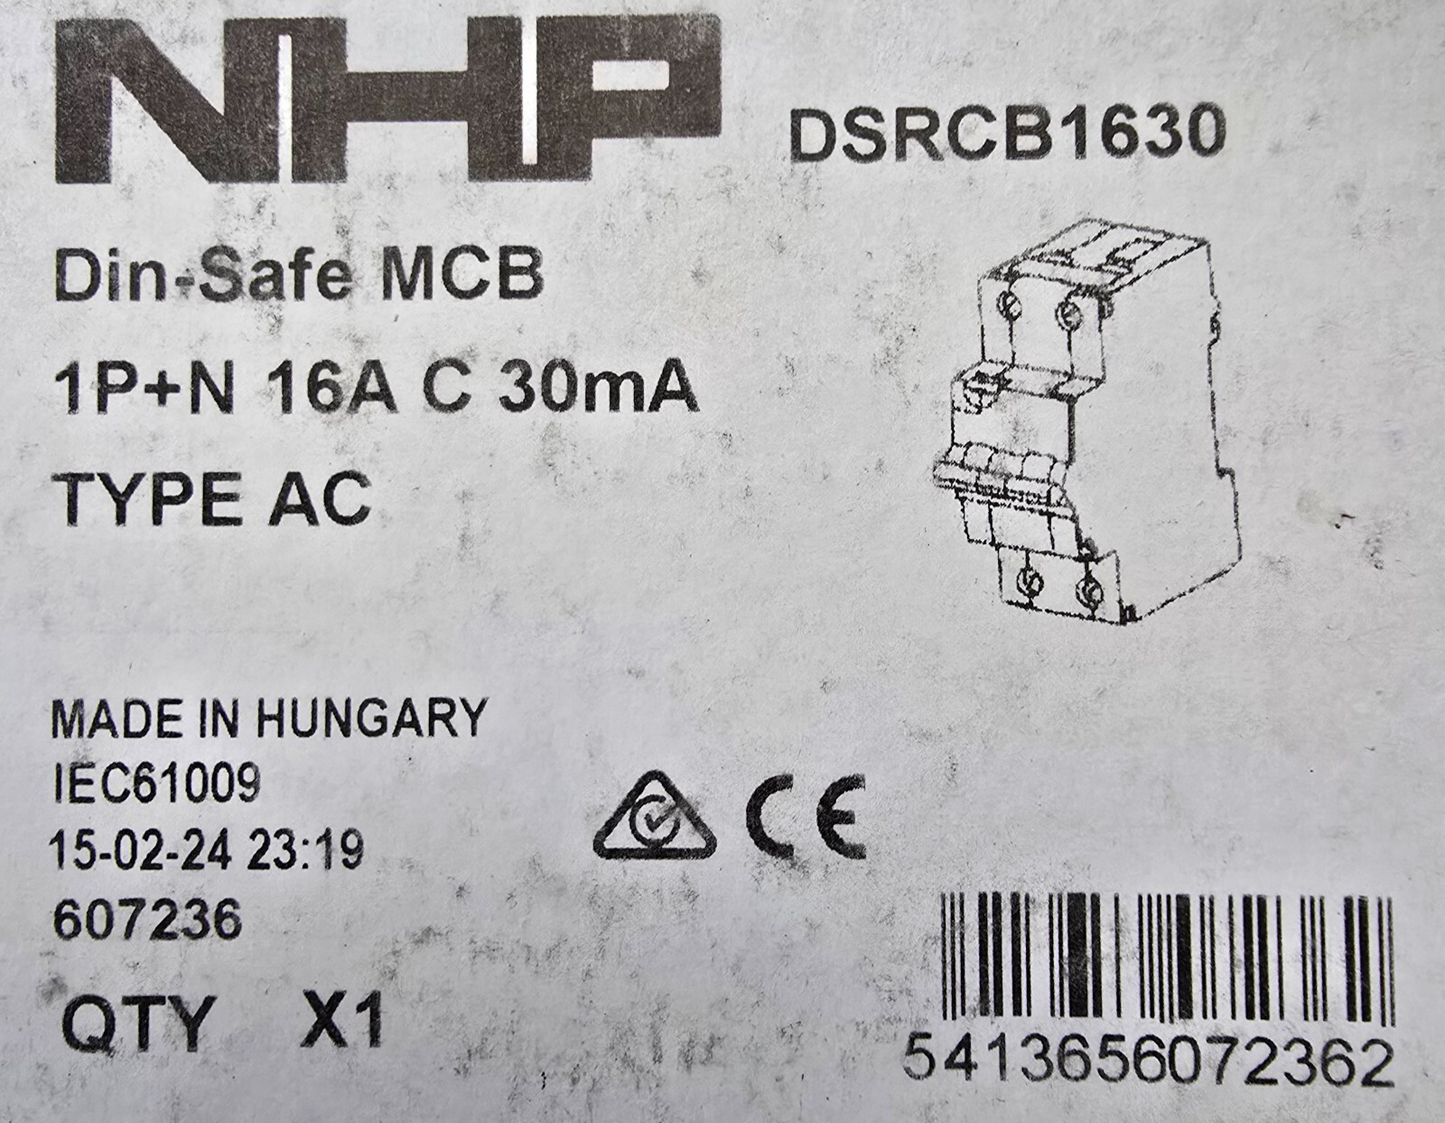 NHP
DSRCB1630
Din-Safe MCB
1P+N 16A C 30mA
TYPE AC
MADE IN HUNGARY
IEC61009
15-02-24 23:19
607236
CE
QTY X1
5413656072362